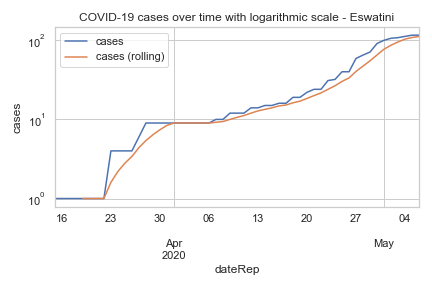 COVID-19 cases over time with logarithmic scale - Eswatini
cases
cases (rolling)
10²
10¹
10⁰
cases
16 23 30 06 13 20 27 04
Apr May
2020
dateRep